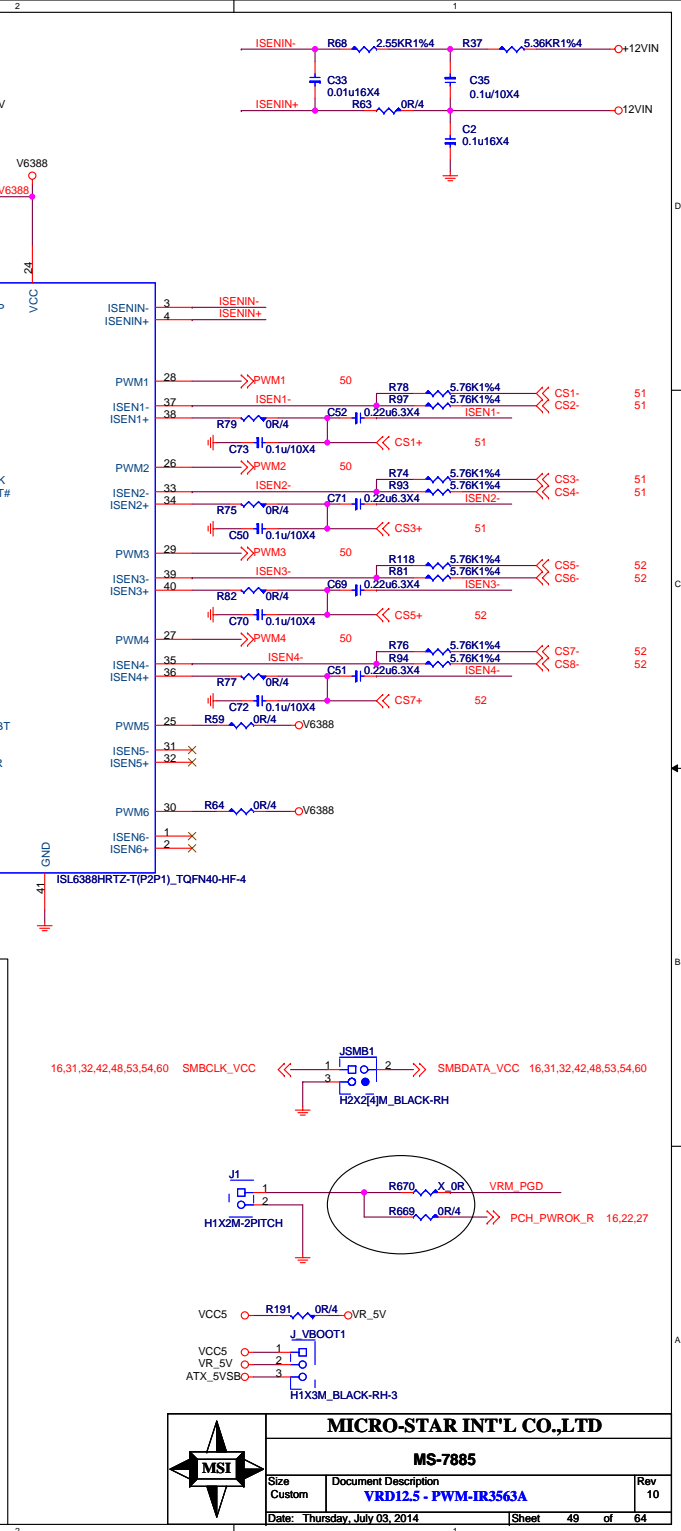 2
1
ISENIN-
R68
2.55KR1%4
R37
5.36KR1%4
+12VIN
C33
0.01u16X4
C35
0.1u/10X4
V
ISENIN+
R63
0R/4
12VIN
C2
0.1u16X4
V6388
V6388
D
24
VCC
P
ISENIN-
3
ISENIN-
ISENIN+
4
ISENIN+
PWM1
28
PWM1
50
R78
5.76K1%4
CS1-
51
ISEN1-
37
ISEN1-
R97
5.76K1%4
CS2-
51
ISEN1+
38
R79
0R/4
C52
0.22u6.3X4
ISEN1-
C73
0.1u/10X4
CS1+
51
PWM2
26
PWM2
50
K
R74
5.76K1%4
CS3-
51
T#
ISEN2-
33
ISEN2-
R93
5.76K1%4
CS4-
51
ISEN2+
34
R75
0R/4
C71
0.22u6.3X4
ISEN2-
C50
0.1u/10X4
CS3+
51
PWM3
29
PWM3
50
R118
5.76K1%4
CS5-
52
ISEN3-
39
ISEN3-
R81
5.76K1%4
CS6-
52
C
ISEN3+
40
R82
0R/4
C69
0.22u6.3X4
ISEN3-
C70
0.1u/10X4
CS5+
52
PWM4
27
PWM4
50
R76
5.76K1%4
CS7-
52
ISEN4-
35
ISEN4-
R94
5.76K1%4
CS8-
52
ISEN4+
36
R77
0R/4
C51
0.22u6.3X4
ISEN4-
C72
0.1u/10X4
CS7+
52
BT
PWM5
25
R59
0R/4
V6388
ISEN5-
31
R
ISEN5+
32
PWM6
30
R64
0R/4
V6388
ISEN6-
1
ISEN6+
2
GND
41
ISL6388HRTZ-T(P2P1)_TQFN40-HF-4
B
JSMB1
16,31,32,42,48,53,54,60
SMBCLK_VCC
1
2
SMBDATA_VCC
16,31,32,42,48,53,54,60
3
H2X2[4]M_BLACK-RH
J1
1
R670
X_0R
VRM_PGD
2
H1X2M-2PITCH
R669
0R/4
PCH_PWROK_R
16,22,27
VCC5
R191
0R/4
VR_5V
A
J_VBOOT1
VCC5
1
VR_5V
2
ATX_5VSB
3
H1X3M_BLACK-RH-3
MSI
MICRO-STAR INT'L CO.,LTD
MS-7885
Size
Custom
Document Description
VRD12.5 - PWM-IR3563A
Rev
10
Date: Thursday, July 03, 2014
Sheet 49 of 64
2
1